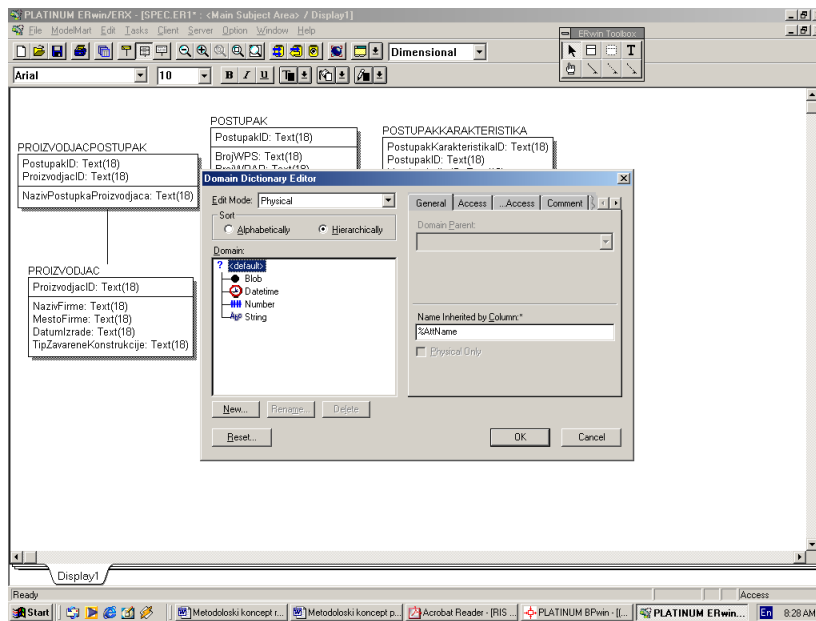 PLATINUM ERwin/ERX - [SPEC.ER1* : <Main Subject Area> / Display1]
File ModelMart Edit Tasks Client Server Option Window Help
ERwin Toolbox
Dimensional
T
Arial 10 B I U
POSTUPAK
PostupakID: Text(18)
BrojWPS: Text(18)
BrojWPAR: Text(18)
POSTUPAKKARAKTERISTIKA
PostupakKarakteristikaID: Text(18)
PostupakID: Text(18)
PROIZVODJACPOSTUPAK
PostupakID: Text(18)
ProizvodjacID: Text(18)
NazivPostupkaProizvodjaca: Text(18)
PROIZVODJAC
ProizvodjacID: Text(18)
NazivFirme: Text(18)
MestoFirme: Text(18)
DatumIzrade: Text(18)
TipZavareneKonstrukcije: Text(18)
Domain Dictionary Editor
Edit Mode: Physical
Sort
Alphabetically Hierarchically
Domain:
? <default>
Blob
Datetime
Number
String
New... Rename... Delete
Reset...
General Access ...Access Comment
Domain Parent:
Name Inherited by Column:*
%AttName
Physical Only
OK Cancel
Display1
Ready Access
Start Metodoloski koncept r... Metodoloski koncept p... Acrobat Reader - [RIS ... PLATINUM BPwin - [(... PLATINUM ERwin... En 8:28 AM